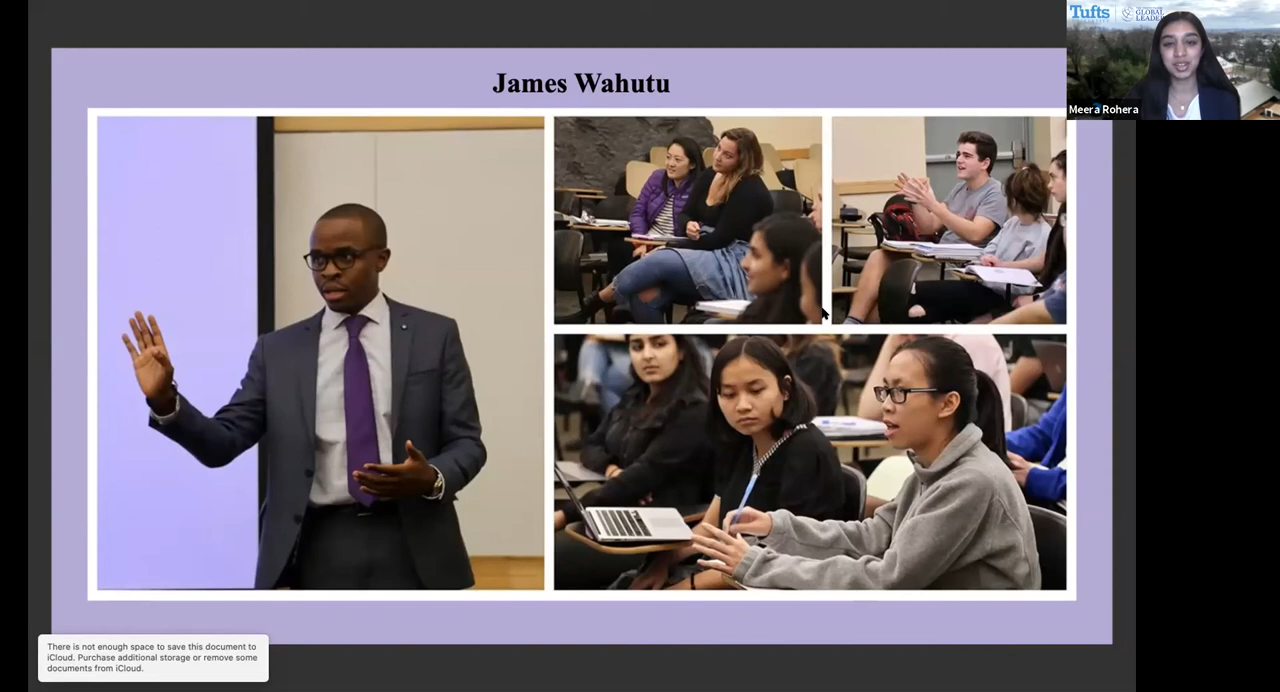 James Wahutu
Tufts
GLOBAL
Meera Rohera
There is not enough space to save this document to
iCloud. Purchase additional storage or remove some
documents from iCloud.